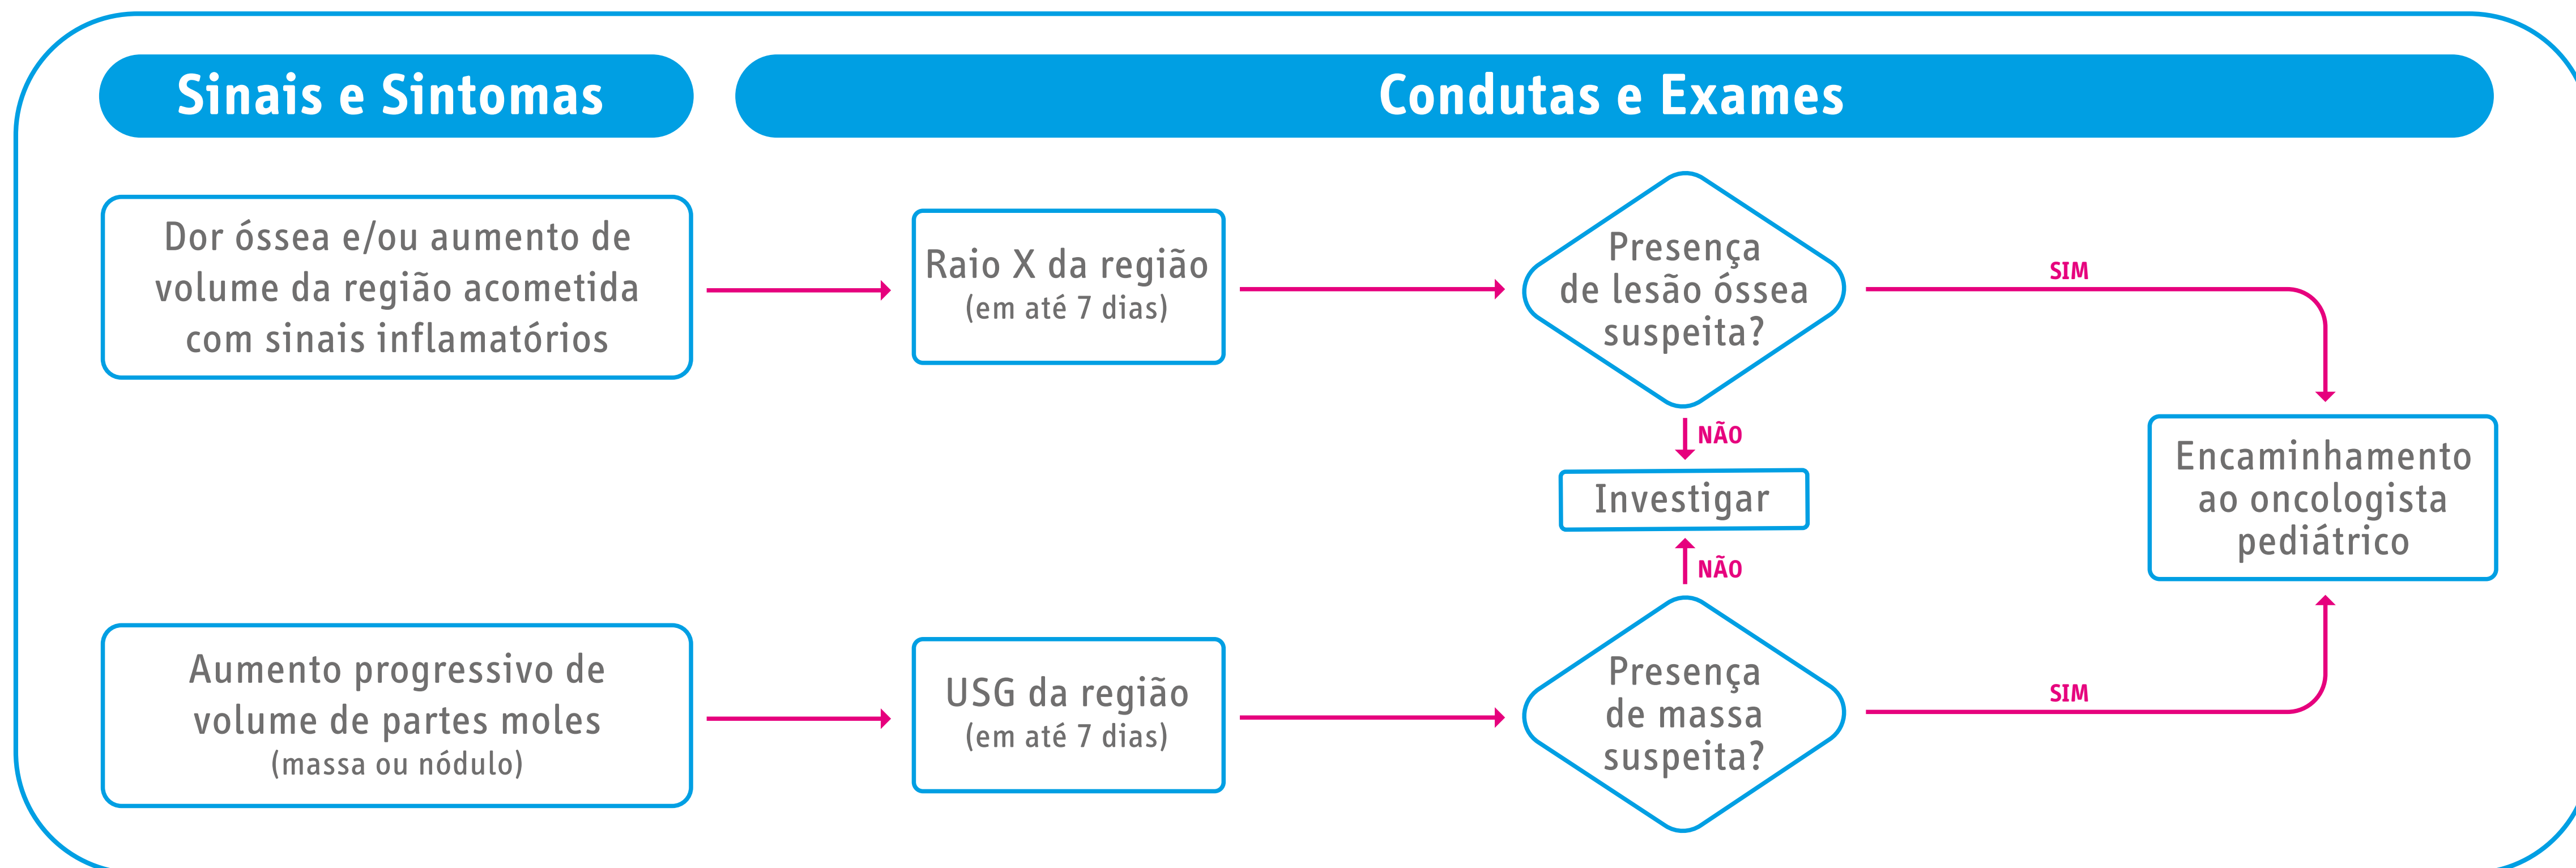 Sinais e Sintomas
Condutas e Exames
Dor óssea e/ou aumento de
volume da região acometida
com sinais inflamatórios
Raio X da região
(em até 7 dias)
Presença
de lesão óssea
suspeita?
SIM
NÃO
Investigar
NÃO
Encaminhamento
ao oncologista
pediátrico
Aumento progressivo de
volume de partes moles
(massa ou nódulo)
USG da região
(em até 7 dias)
Presença
de massa
suspeita?
SIM